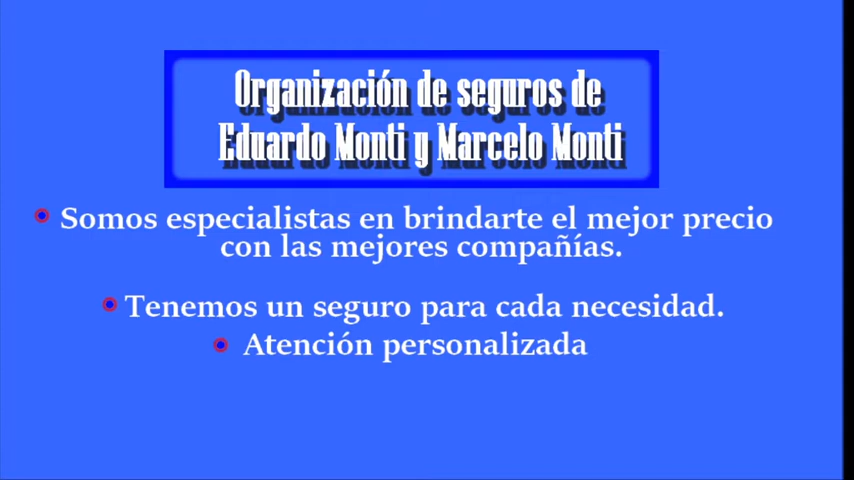 Organización de seguros de
Eduardo Monti y Marcelo Monti
Somos especialistas en brindarte el mejor precio
con las mejores compañías.
Tenemos un seguro para cada necesidad.
Atención personalizada